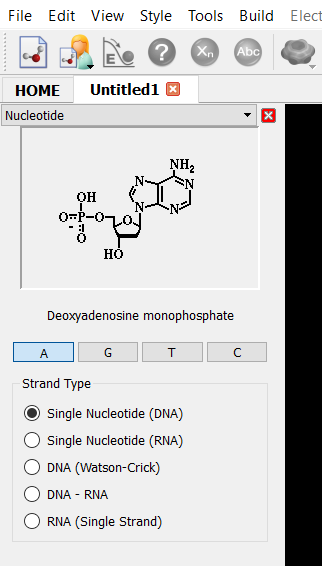 File Edit View Style Tools Build Elect
? Xn Abc
HOME Untitled1
Nucleotide
NH2
N N
OH
N N
O P O O
- O
HO
Deoxyadenosine monophosphate
A G T C
Strand Type
Single Nucleotide (DNA)
Single Nucleotide (RNA)
DNA (Watson-Crick)
DNA - RNA
RNA (Single Strand)